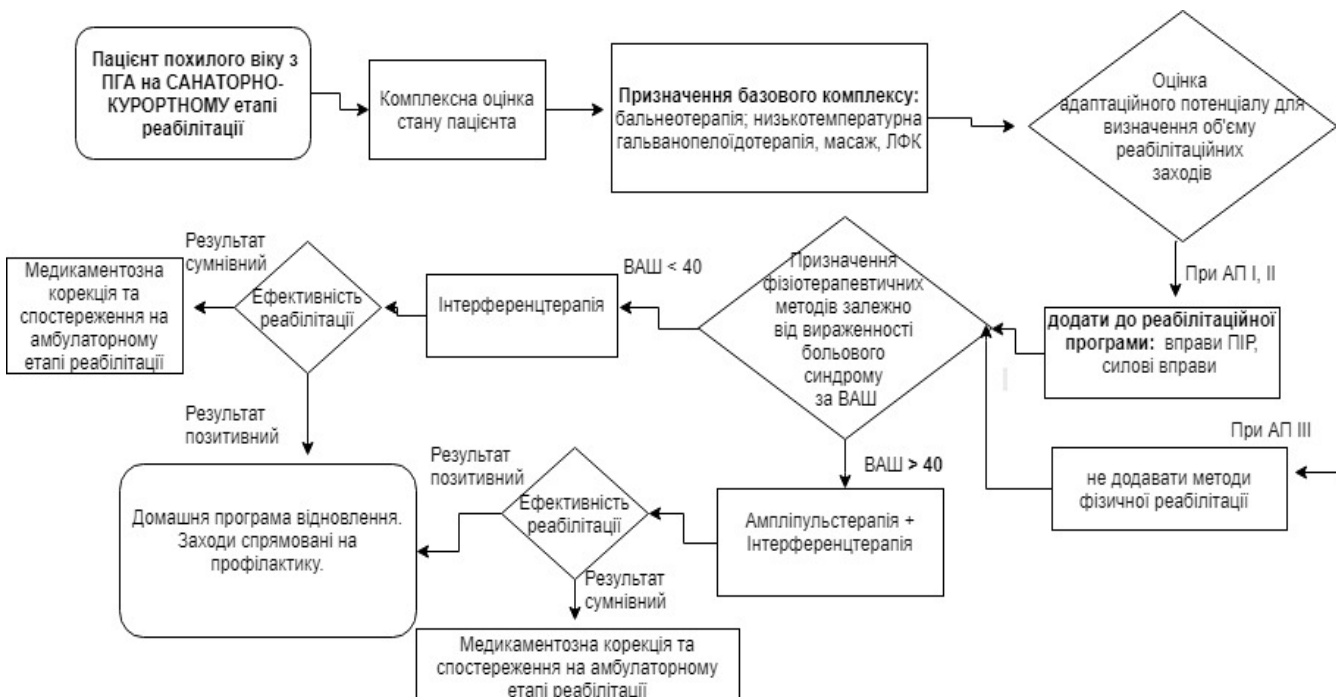 Пацієнт похилого віку з
ПГА на САНАТОРНО-
КУРОРТНОМУ етапі
реабілітації
Комплексна оцінка
стану пацієнта
Призначення базового комплексу:
бальнеотерапія; низькотемпературна
гальванопелоїдотерапія, масаж, ЛФК
Оцінка
адаптаційного потенціалу для
визначення об'єму
реабілітаційних
заходів
При АП І, ІІ
додати до реабілітаційної
програми: вправи ПІР,
силові вправи
При АП ІІІ
не додавати методи
фізичної реабілітації
Призначення
фізіотерапевтичних
методів залежно
від вираженності
больового
синдрому
за ВАШ
ВАШ < 40
Інтерференцтерапія
Ефективність
реабілітації
Результат
сумнівний
Медикаментозна
корекція та
спостереження на
амбулаторному
етапі реабілітації
Результат
позитивний
ВАШ > 40
Ампліпульстерапія +
Інтерференцтерапія
Ефективність
реабілітації
Результат
позитивний
Домашня програма відновлення.
Заходи спрямовані на
профілактику.
Результат
сумнівний
Медикаментозна корекція та
спостереження на амбулаторному
етапі реабілітації